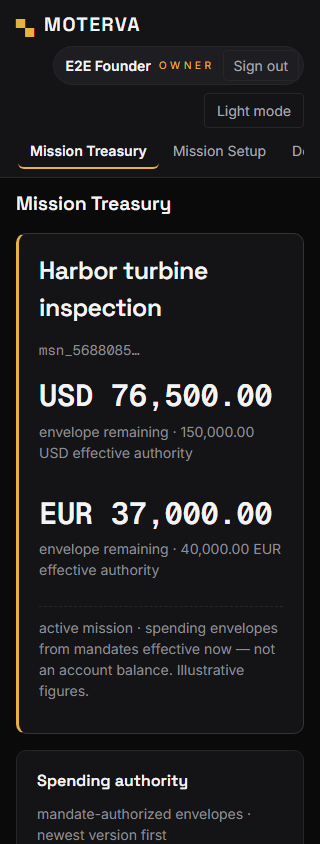 MOTERVA
E2E Founder OWNER Sign out
Light mode
Mission Treasury Mission Setup
Mission Treasury
Harbor turbine
inspection
msn_5688085…
USD 76,500.00
envelope remaining · 150,000.00
USD effective authority
EUR 37,000.00
envelope remaining · 40,000.00 EUR
effective authority
active mission · spending envelopes
from mandates effective now — not
an account balance. Illustrative
figures.
Spending authority
mandate-authorized envelopes ·
newest version first